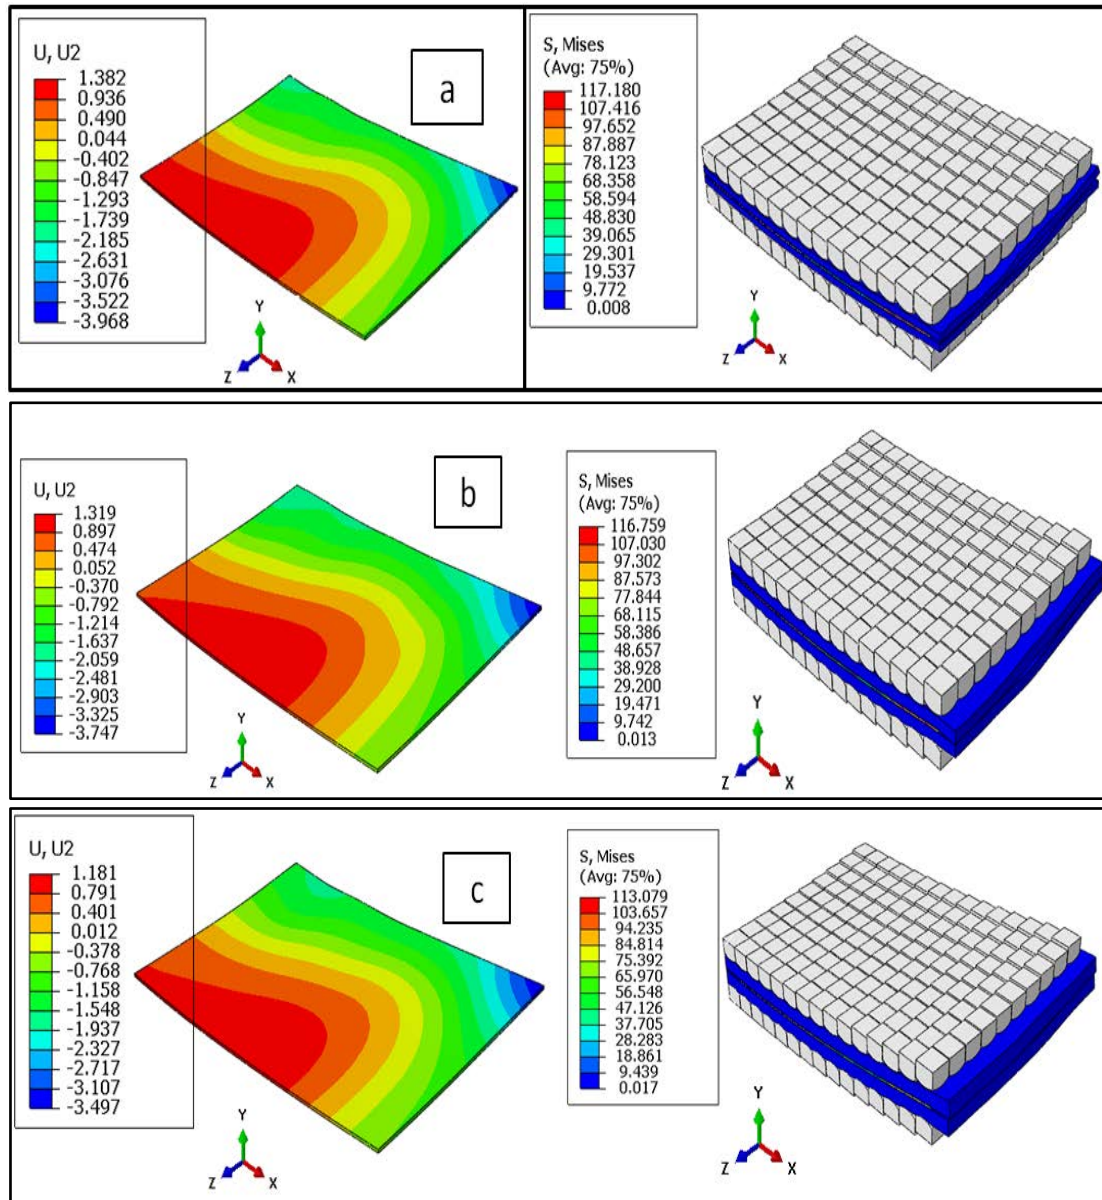 U, U2
1.382
0.936
0.490
0.044
-0.402
-0.847
-1.293
-1.739
-2.185
-2.631
-3.076
-3.522
-3.968
a
Y
Z
X
S, Mises
(Avg: 75%)
117.180
107.416
97.652
87.887
78.123
68.358
58.594
48.830
39.065
29.301
19.537
9.772
0.008
Y
Z
X
U, U2
1.319
0.897
0.474
0.052
-0.370
-0.792
-1.214
-1.637
-2.059
-2.481
-2.903
-3.325
-3.747
b
Y
Z
X
S, Mises
(Avg: 75%)
116.759
107.030
97.302
87.573
77.844
68.115
58.386
48.657
38.928
29.200
19.471
9.742
0.013
Y
Z
X
U, U2
1.181
0.791
0.401
0.012
-0.378
-0.768
-1.158
-1.548
-1.937
-2.327
-2.717
-3.107
-3.497
c
Y
Z
X
S, Mises
(Avg: 75%)
113.079
103.657
94.235
84.814
75.392
65.970
56.548
47.126
37.705
28.283
18.861
9.439
0.017
Y
Z
X